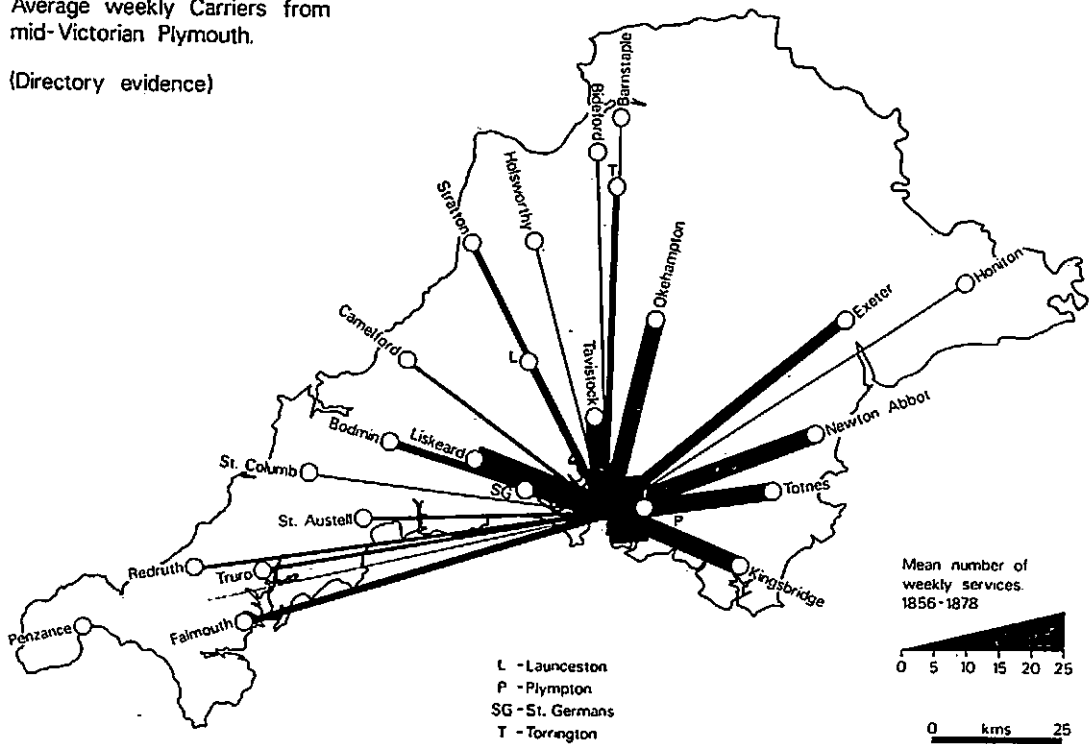 Average weekly Carriers from
mid-Victorian Plymouth.
(Directory evidence)
Barnstaple
Bideford
T
Holsworthy
Stratton
Okehampton
Honiton
Exeter
Camelford
L
Tavistock
Newton Abbot
Bodmin
Liskeard
St. Columb
SG
Totnes
P
St. Austell
Redruth
Truro
Kingsbridge
Falmouth
Penzance
Mean number of
weekly services.
1856-1878
0 5 10 15 20 25
L - Launceston
P - Plympton
SG - St. Germans
T - Torrington
0 kms 25